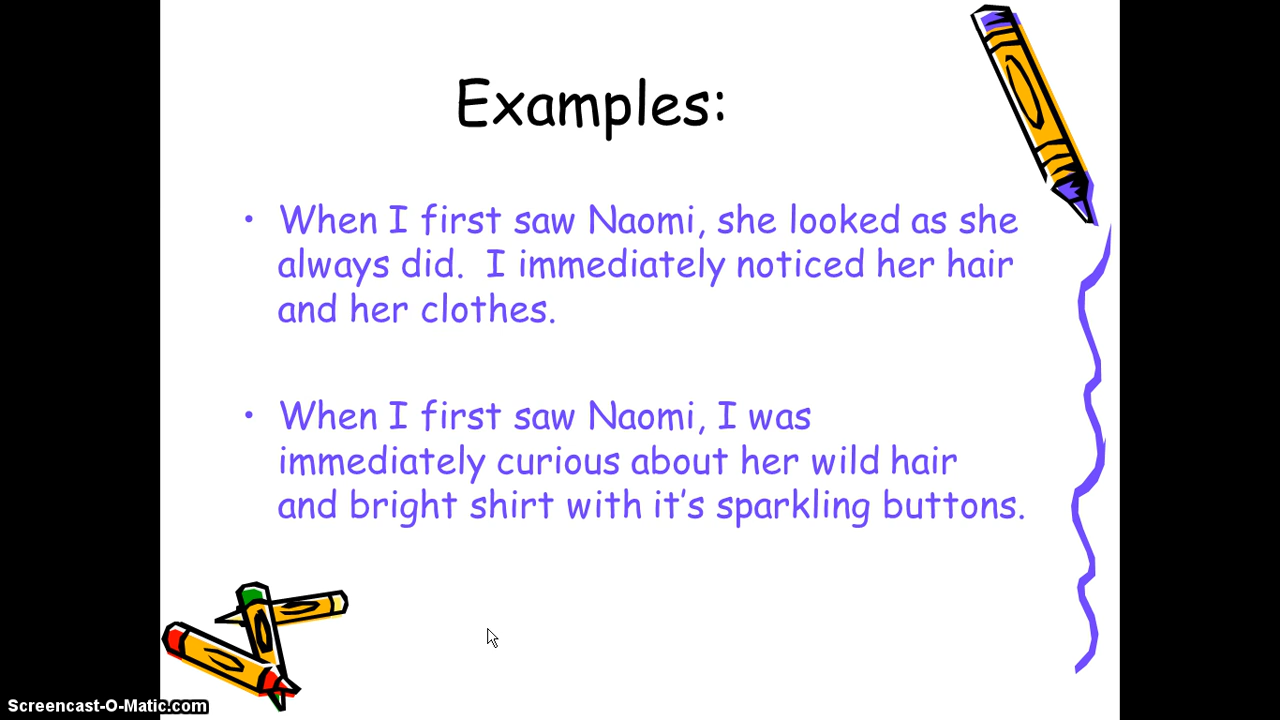 Examples:
• When I first saw Naomi, she looked as she
always did.  I immediately noticed her hair
and her clothes.
• When I first saw Naomi, I was
immediately curious about her wild hair
and bright shirt with it’s sparkling buttons.
Screencast-O-Matic.com